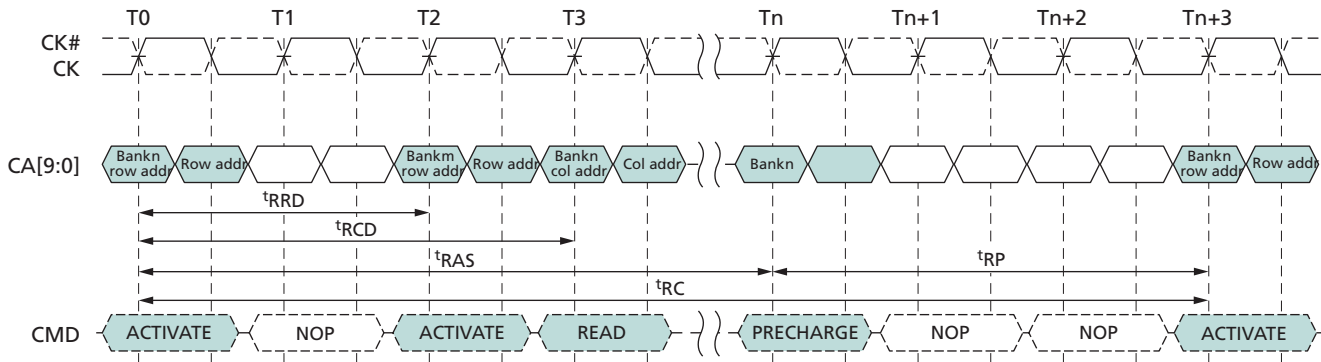 T0 T1 T2 T3 Tn Tn+1 Tn+2 Tn+3
CK#
CK
CA[9:0]
Bankn
row addr
Row addr
Bankm
row addr
Row addr
Bankn
col addr
Col addr
Bankn
Bankn
row addr
Row addr
tRRD
tRCD
tRAS
tRP
tRC
CMD ACTIVATE NOP ACTIVATE READ PRECHARGE NOP NOP ACTIVATE